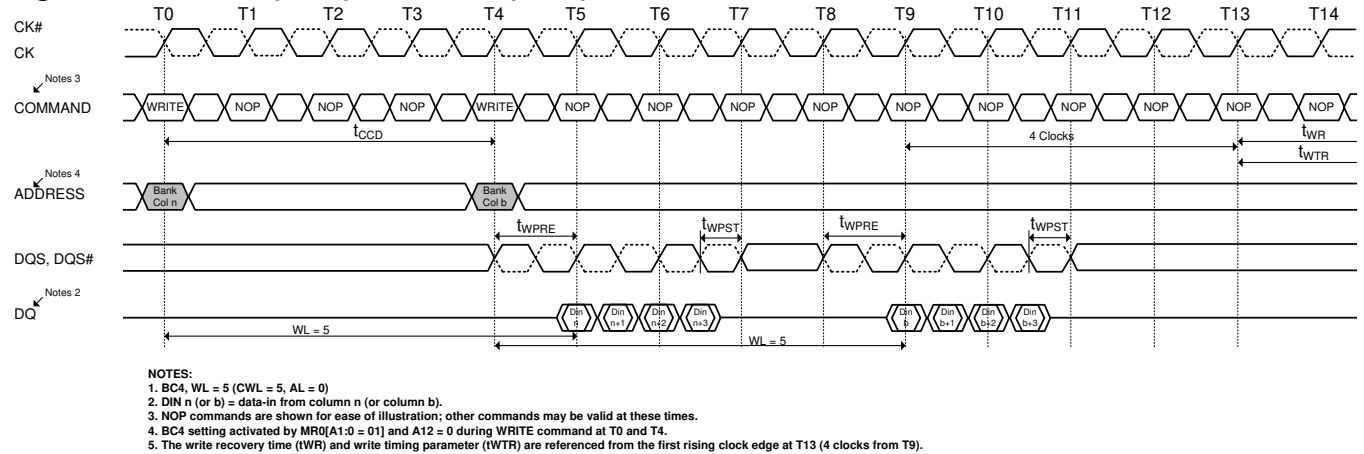 T0 T1 T2 T3 T4 T5 T6 T7 T8 T9 T10 T11 T12 T13 T14
CK#
CK
Notes 3
COMMAND WRITE NOP NOP NOP WRITE NOP NOP NOP NOP NOP NOP NOP NOP NOP NOP
tCCD 4 Clocks tWR
tWTR
Notes 4
ADDRESS Bank Col n Bank Col b
tWPRE tWPST tWPRE tWPST
DQS, DQS#
Notes 2
DQ Din n Din n+1 Din n+2 Din n+3 Din b Din b+1 Din b+2 Din b+3
WL = 5 WL = 5
NOTES:
1. BC4, WL = 5 (CWL = 5, AL = 0)
2. DIN n (or b) = data-in from column n (or column b).
3. NOP commands are shown for ease of illustration; other commands may be valid at these times.
4. BC4 setting activated by MR0[A1:0 = 01] and A12 = 0 during WRITE command at T0 and T4.
5. The write recovery time (tWR) and write timing parameter (tWTR) are referenced from the first rising clock edge at T13 (4 clocks from T9).